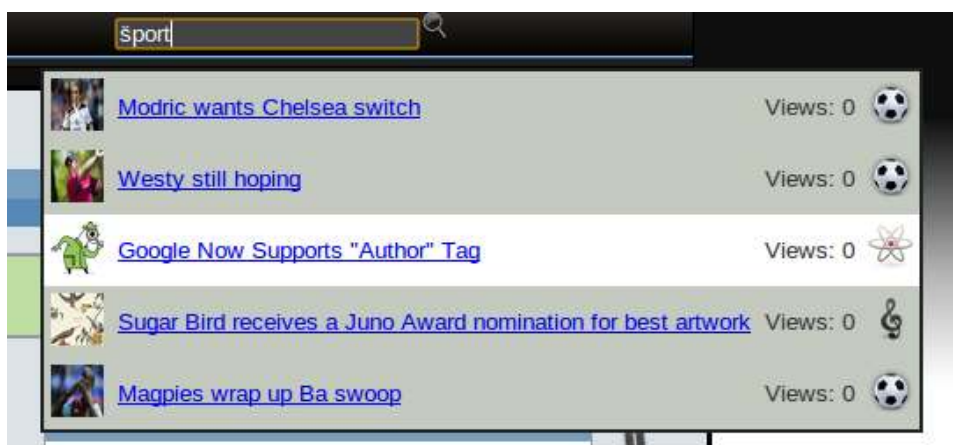 šport
Modric wants Chelsea switch Views: 0
Westy still hoping Views: 0
Google Now Supports "Author" Tag Views: 0
Sugar Bird receives a Juno Award nomination for best artwork Views: 0
Magpies wrap up Ba swoop Views: 0